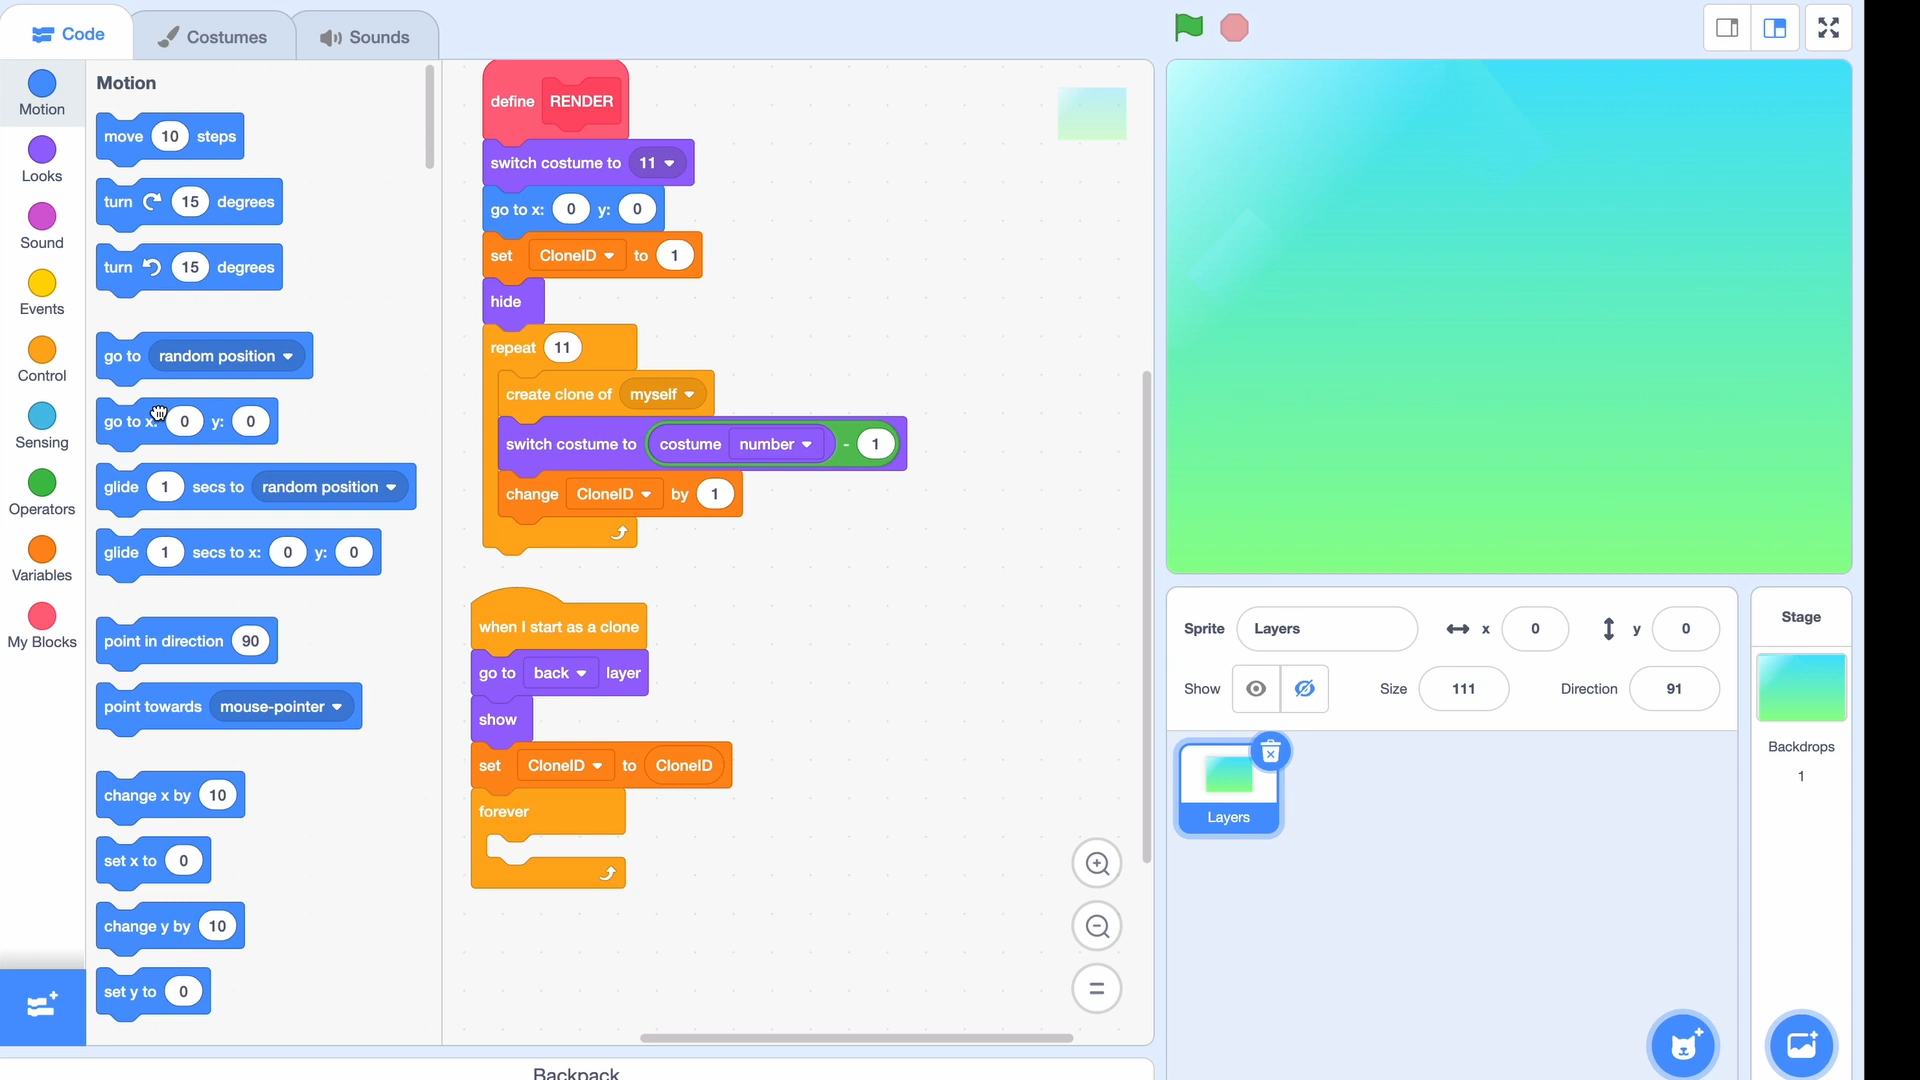 Code
Costumes
Sounds
Motion
Looks
Sound
Events
Control
Sensing
Operators
Variables
My Blocks
Motion
move 10 steps
turn 15 degrees
turn 15 degrees
go to random position
go to x: 0 y: 0
glide 1 secs to random position
glide 1 secs to x: 0 y: 0
point in direction 90
point towards mouse-pointer
change x by 10
set x to 0
change y by 10
set y to 0
define RENDER
switch costume to 11
go to x: 0 y: 0
set CloneID to 1
hide
repeat 11
create clone of myself
switch costume to costume number - 1
change CloneID by 1
when I start as a clone
go to back layer
show
set CloneID to CloneID
forever
Backpack
Sprite Layers x 0 y 0
Show Size 111 Direction 91
Layers
Stage
Backdrops
1